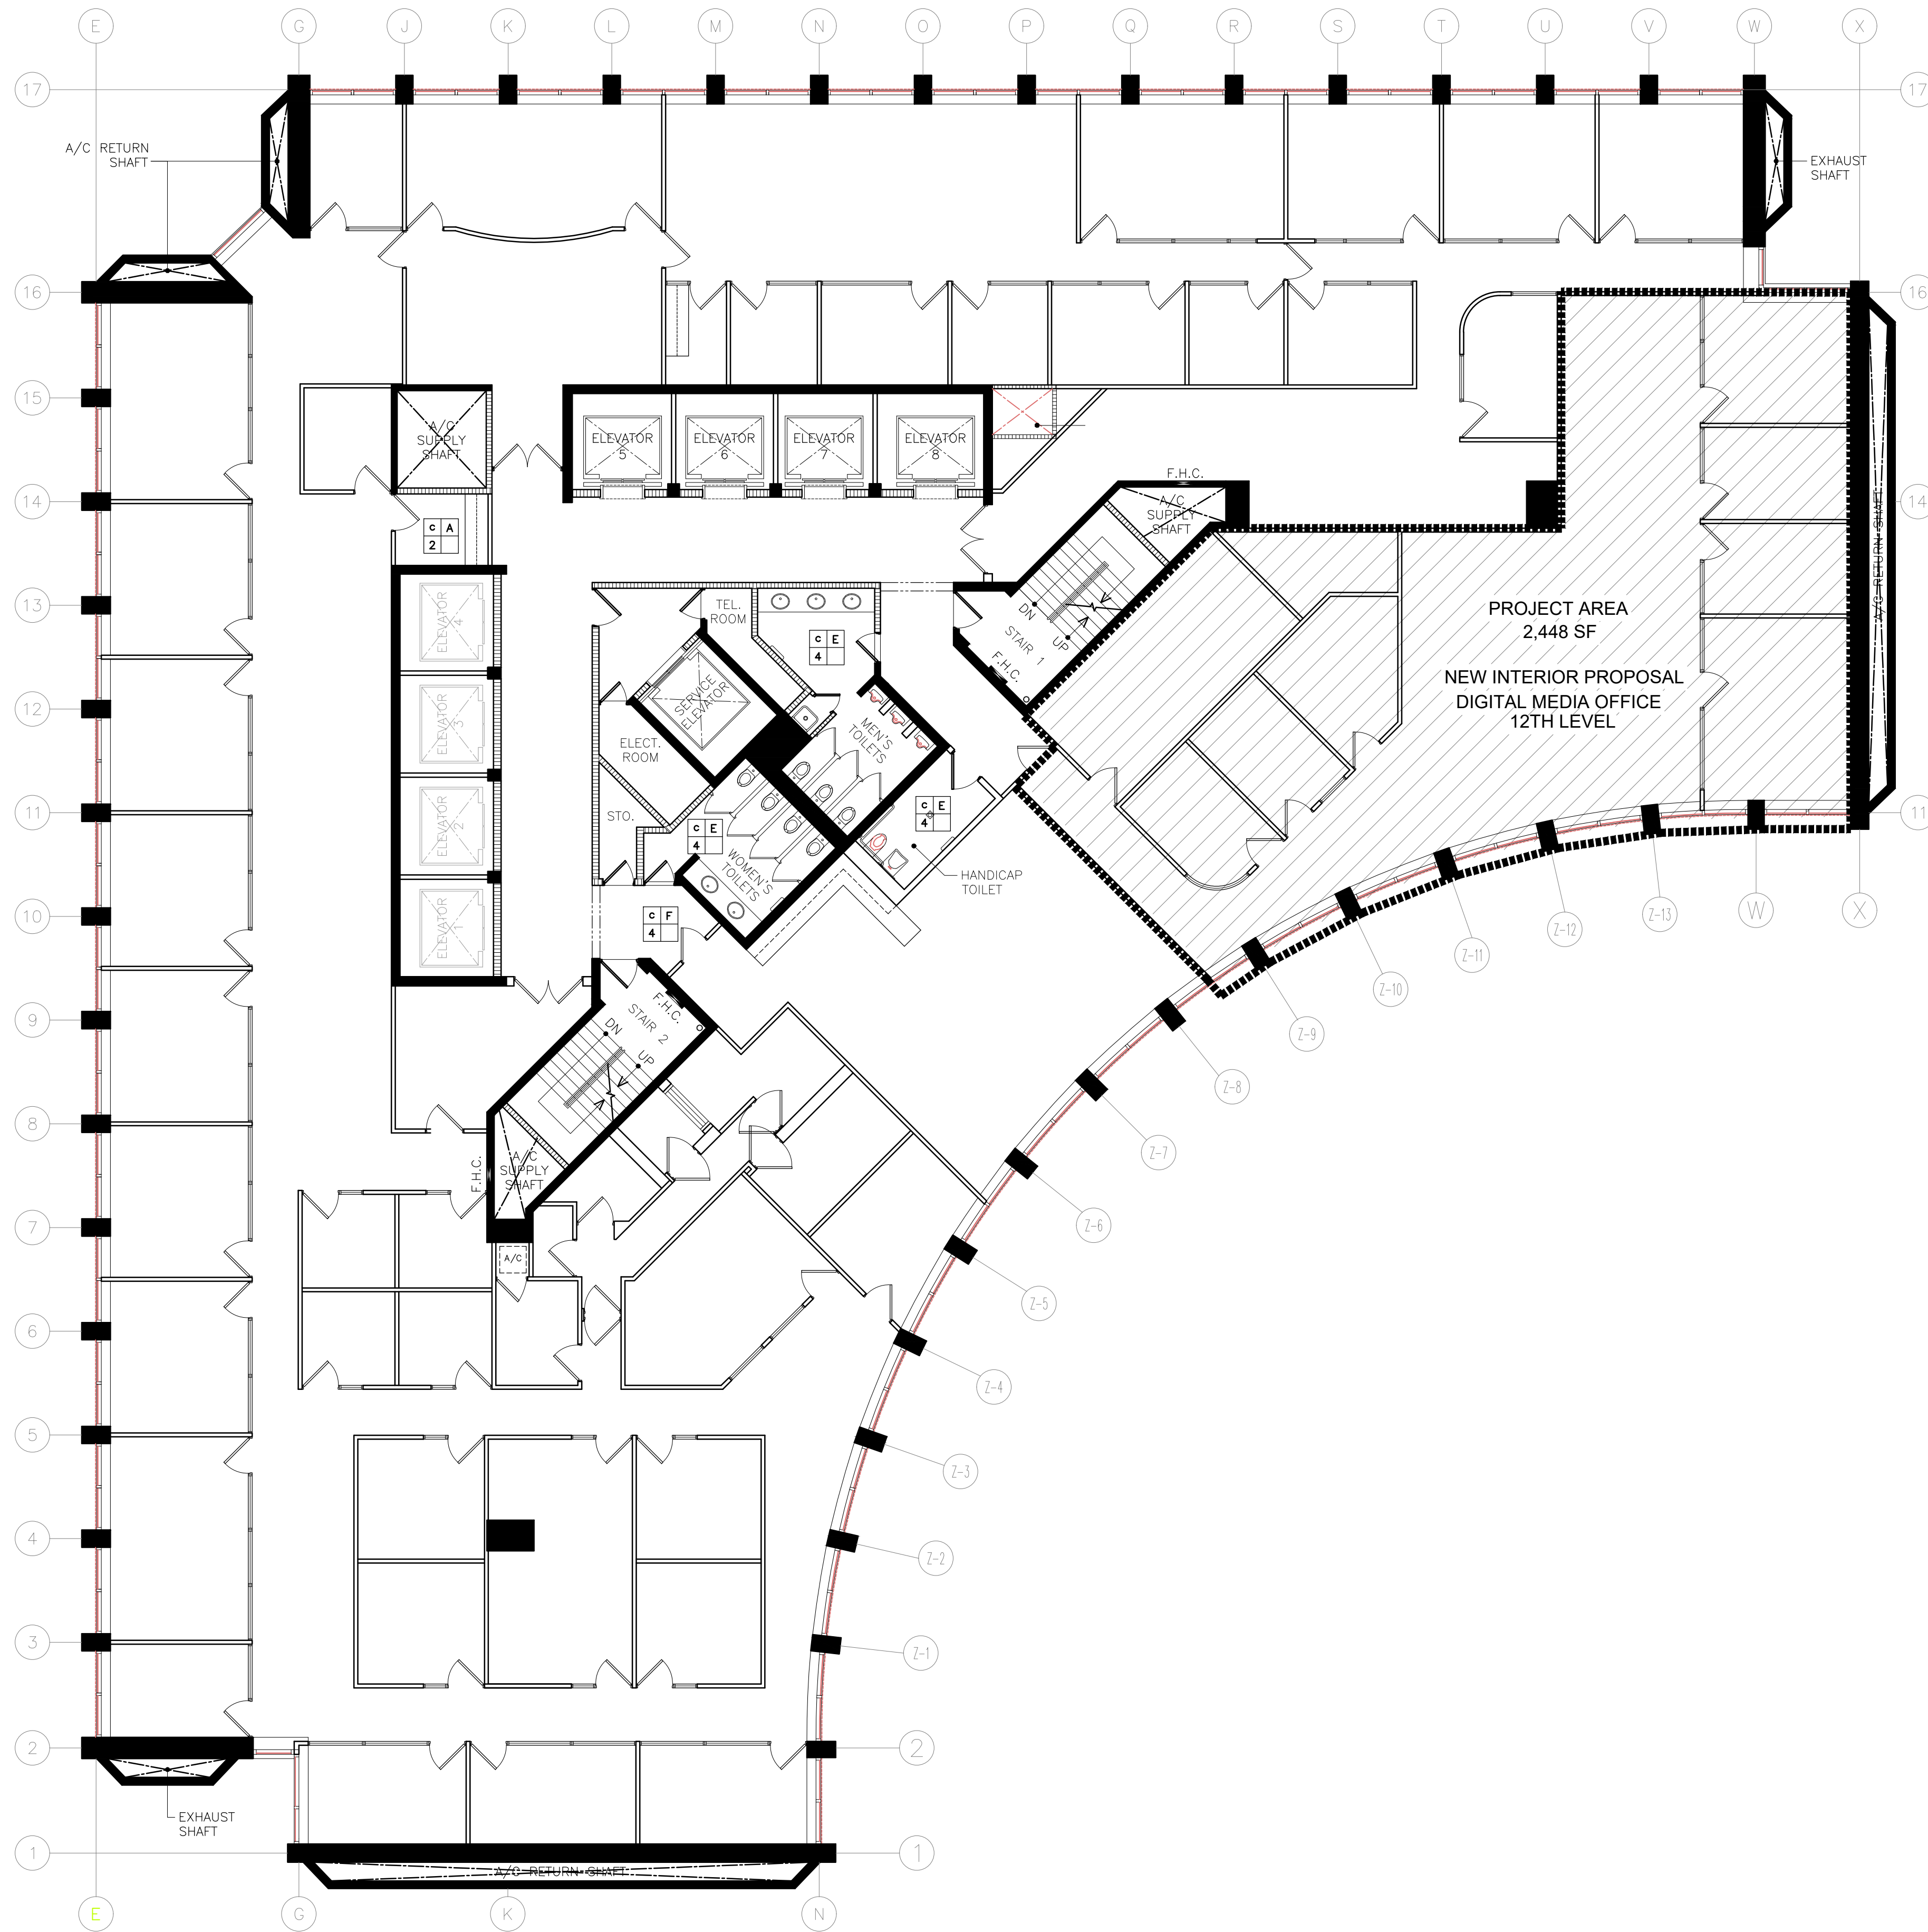 E
G
J
K
L
M
N
O
P
Q
R
S
T
U
V
W
X
17
17
A/C RETURN
SHAFT
EXHAUST
SHAFT
16
16
15
A/C
SUPPLY
SHAFT
ELEVATOR
5
ELEVATOR
6
ELEVATOR
7
ELEVATOR
8
F.H.C.
A/C
SUPPLY
SHAFT
14
14
A/C RETURN SHAFT
c A
2
13
ELEVATOR
4
TEL.
ROOM
c E
4
DN
UP
STAIR 1
F.H.C.
PROJECT AREA
2,448 SF
NEW INTERIOR PROPOSAL
DIGITAL MEDIA OFFICE
12TH LEVEL
12
ELEVATOR
3
SERVICE
ELEVATOR
ELECT.
ROOM
MEN'S
TOILETS
11
11
ELEVATOR
2
STO.
c E
4
c E
4
WOMEN'S
TOILETS
HANDICAP
TOILET
10
ELEVATOR
1
c F
4
W
X
Z-13
Z-12
Z-11
Z-10
Z-9
9
F.H.C.
STAIR 2
DN
UP
Z-8
8
Z-7
F.H.C.
A/C
SUPPLY
SHAFT
7
Z-6
A/C
Z-5
6
Z-4
5
Z-3
4
Z-2
3
Z-1
2
2
EXHAUST
SHAFT
1
1
A/C RETURN SHAFT
E
G
K
N